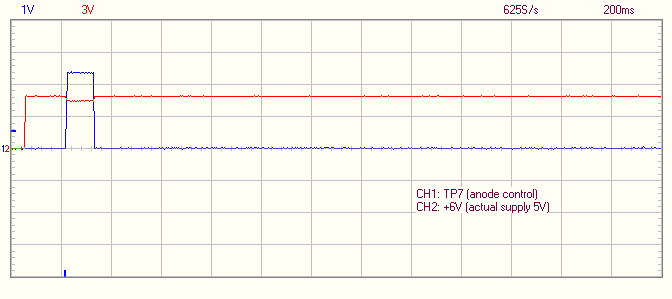 1V 3V 625S/s 200ms
12
CH1: TP7 (anode control)
CH2: +6V (actual supply 5V)